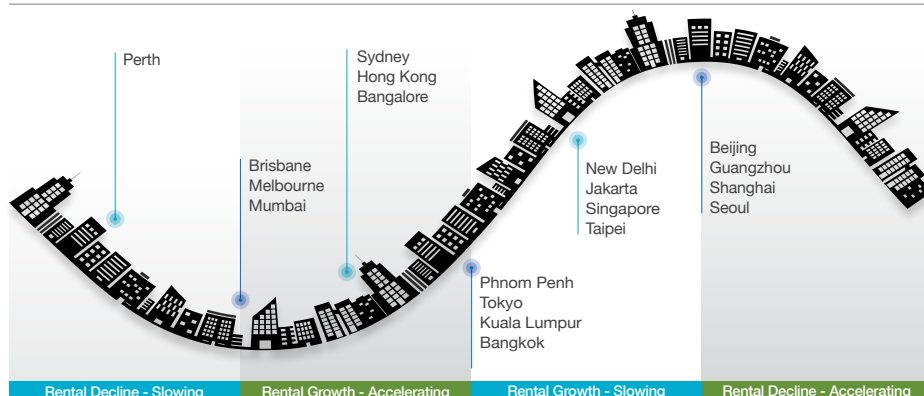 Perth
Sydney
Hong Kong
Bangalore
Brisbane
Melbourne
Mumbai
New Delhi
Jakarta
Singapore
Taipei
Beijing
Guangzhou
Shanghai
Seoul
Phnom Penh
Tokyo
Kuala Lumpur
Bangkok
Rental Decline - Slowing
Rental Growth - Accelerating
Rental Growth - Slowing
Rental Decline - Accelerating